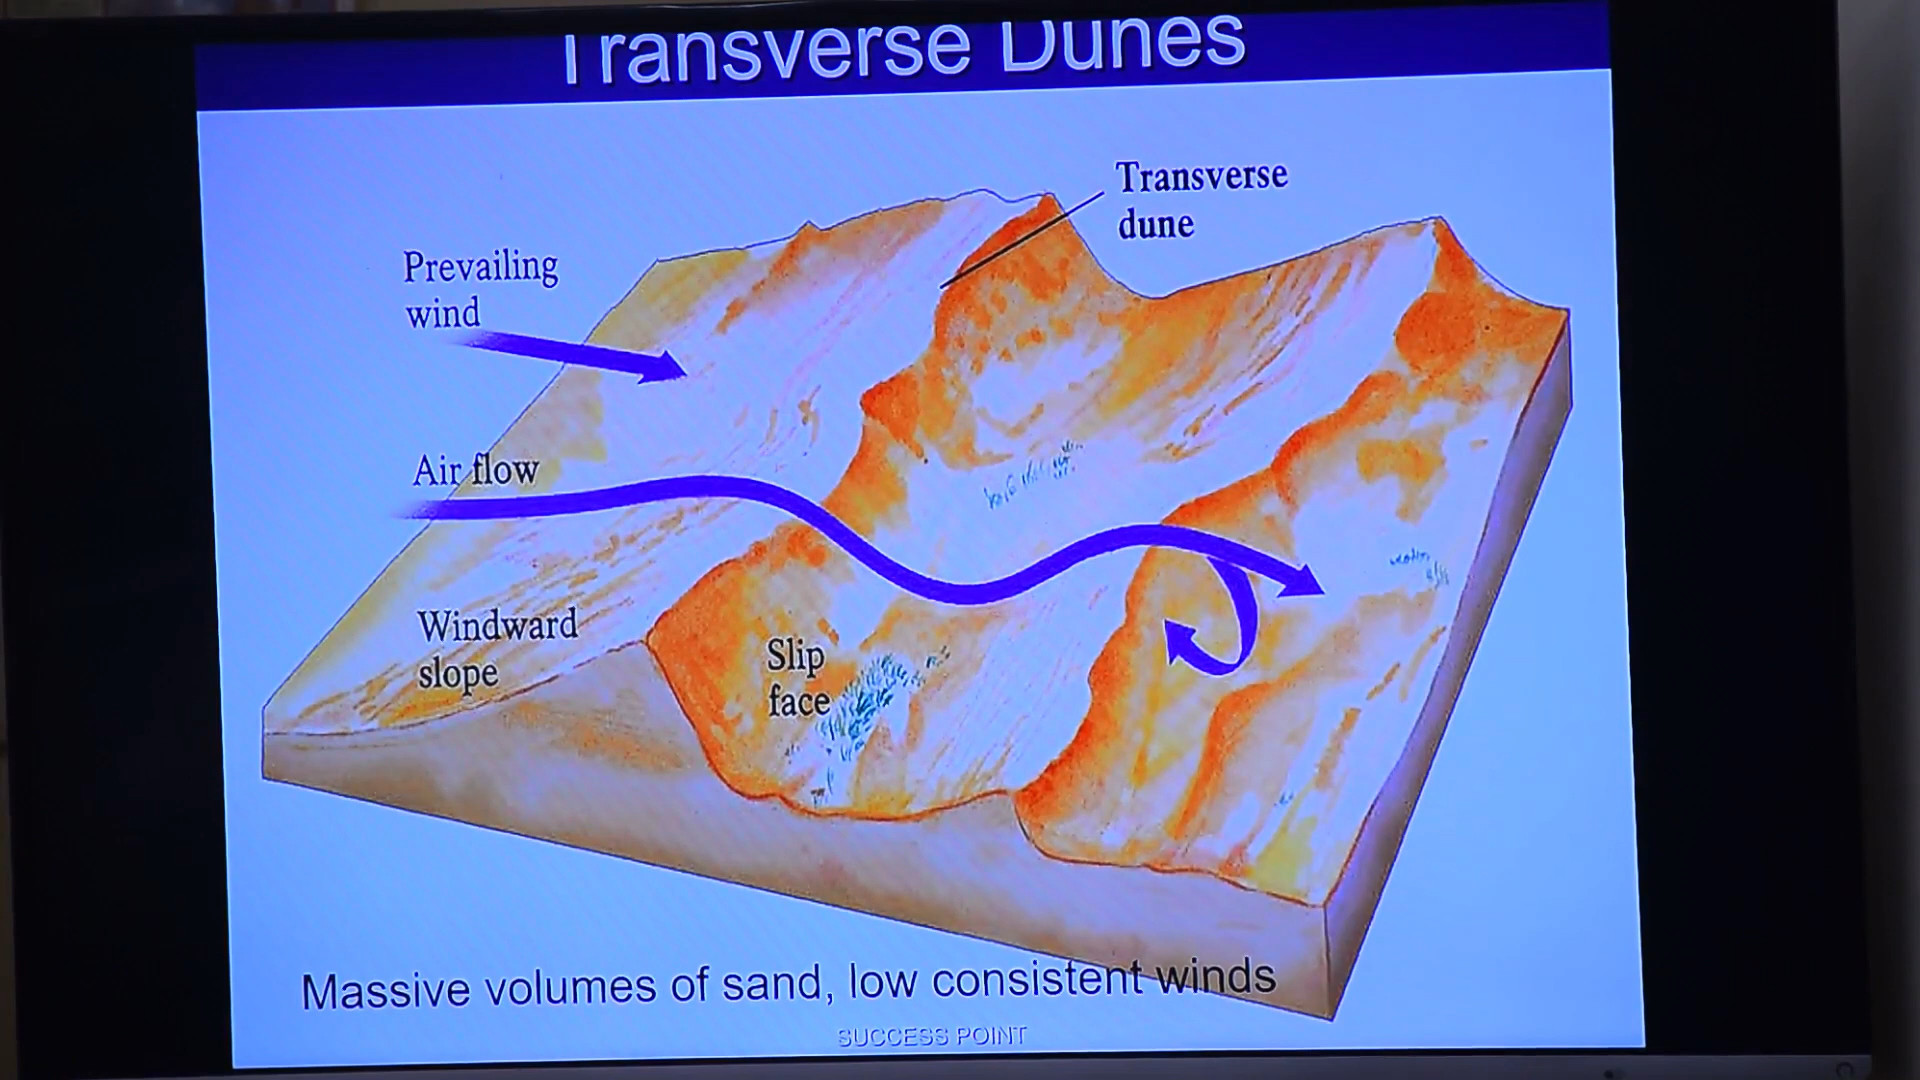 Transverse Dunes
Transverse
dune
Prevailing
wind
Air flow
Windward
slope
Slip
face
Massive volumes of sand, low consistent winds
SUCCESS POINT